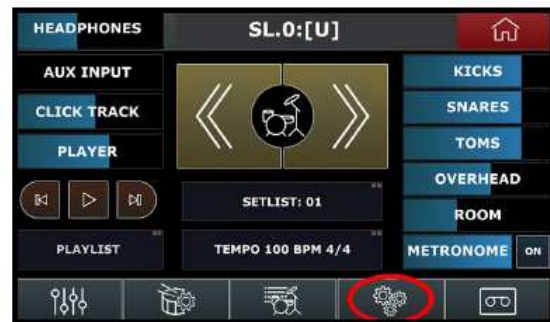 HEADPHONES
SL.0:[U]
AUX INPUT
CLICK TRACK
PLAYER
KICKS
SNARES
TOMS
OVERHEAD
ROOM
SETLIST: 01
PLAYLIST
TEMPO 100 BPM 4/4
METRONOME ON